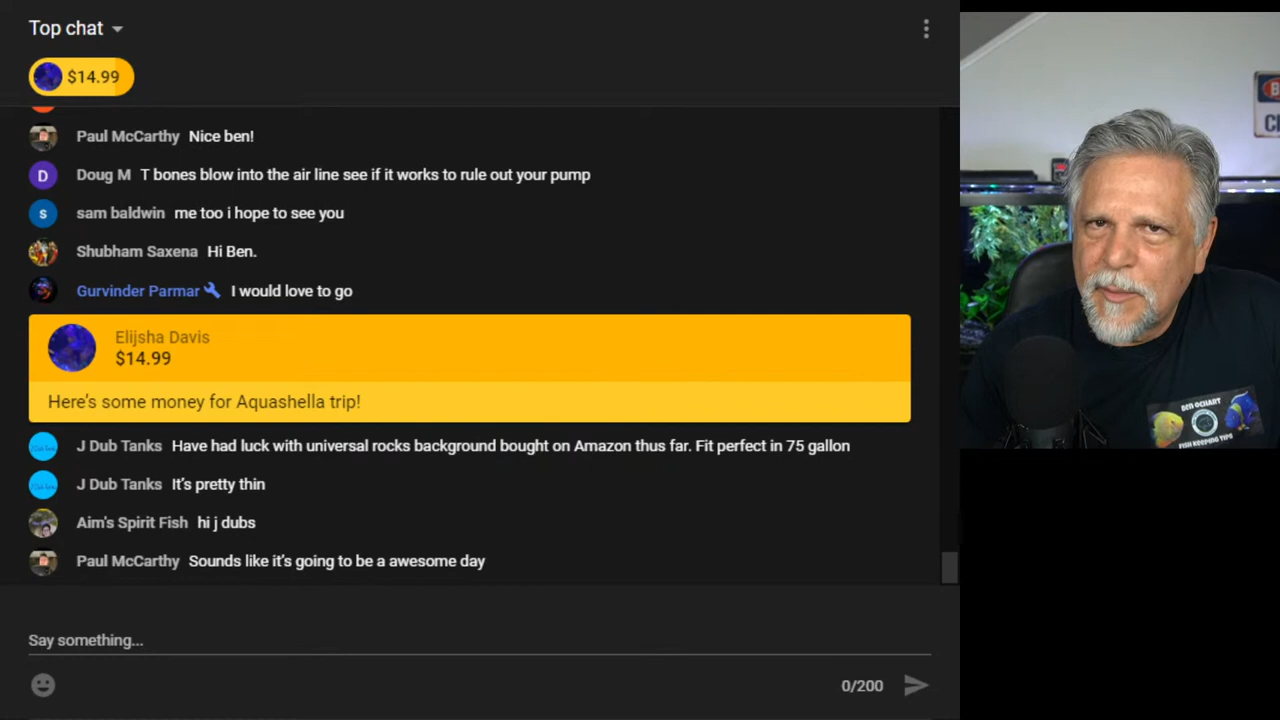 Top chat
$14.99
Paul McCarthy Nice ben!
D Doug M T bones blow into the air line see if it works to rule out your pump
s sam baldwin me too i hope to see you
Shubham Saxena Hi Ben.
Gurvinder Parmar I would love to go
Elijsha Davis
$14.99
Here's some money for Aquashella trip!
J Dub Tanks Have had luck with universal rocks background bought on Amazon thus far. Fit perfect in 75 gallon
J Dub Tanks It's pretty thin
Aim's Spirit Fish hi j dubs
Paul McCarthy Sounds like it's going to be a awesome day
Say something...
0/200
BEN OCHART
FISH KEEPING TIPS